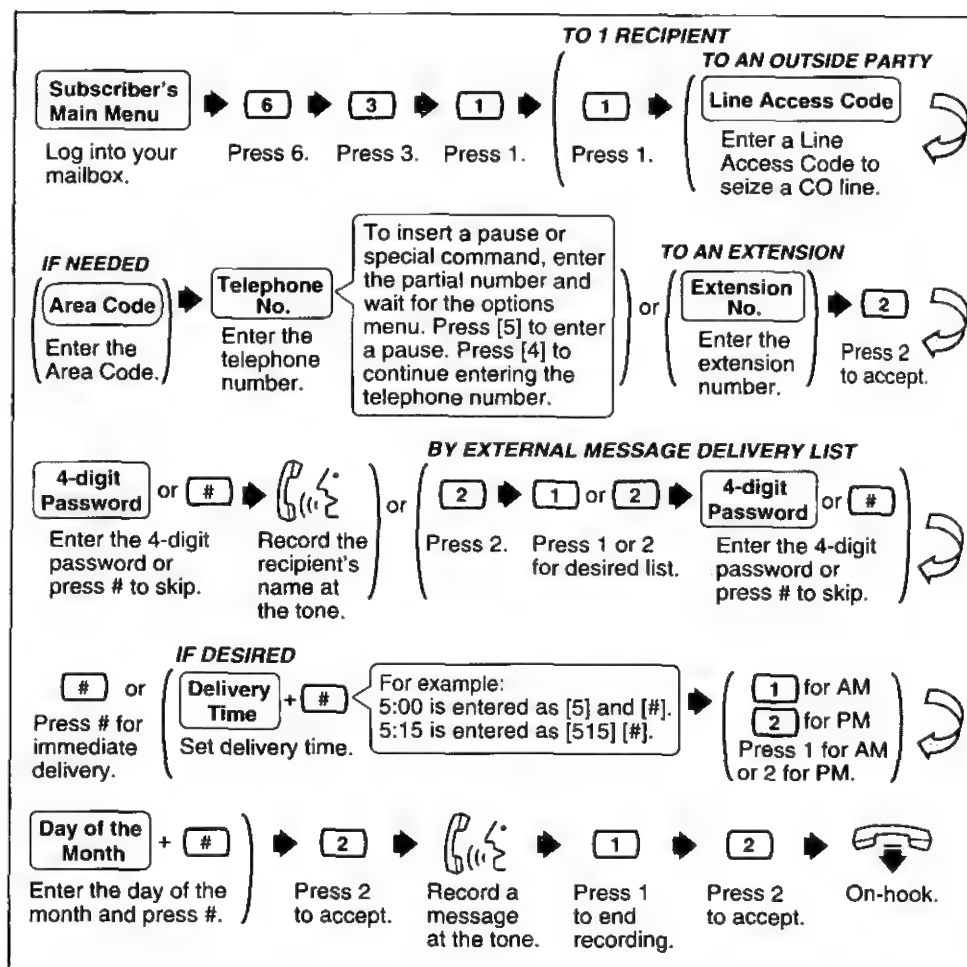 TO 1 RECIPIENT
TO AN OUTSIDE PARTY
Subscriber's
Main Menu
Log into your
mailbox.
6
Press 6.
3
Press 3.
1
Press 1.
1
Press 1.
Line Access Code
Enter a Line
Access Code to
seize a CO line.
IF NEEDED
Area Code
Enter the
Area Code.
Telephone
No.
Enter the
telephone
number.
To insert a pause or
special command, enter
the partial number and
wait for the options
menu. Press [5] to enter
a pause. Press [4] to
continue entering the
telephone number.
or
TO AN EXTENSION
Extension
No.
Enter the
extension
number.
2
Press 2
to accept.
4-digit
Password
or #
Enter the 4-digit
password or
press # to skip.
Record the
recipient's
name at
the tone.
or
BY EXTERNAL MESSAGE DELIVERY LIST
2
Press 2.
1 or 2
Press 1 or 2
for desired list.
4-digit
Password
or #
Enter the 4-digit
password or
press # to skip.
# or
Press # for
immediate
delivery.
IF DESIRED
Delivery
Time
+ #
Set delivery time.
For example:
5:00 is entered as [5} and [#].
5:15 is entered as [515] [#}.
1 for AM
2 for PM
Press 1 for AM
or 2 for PM.
Day of the
Month
+ #
Enter the day of the
month and press #.
2
Press 2
to accept.
Record a
message
at the tone.
1
Press 1
to end
recording.
2
Press 2
to accept.
On-hook.